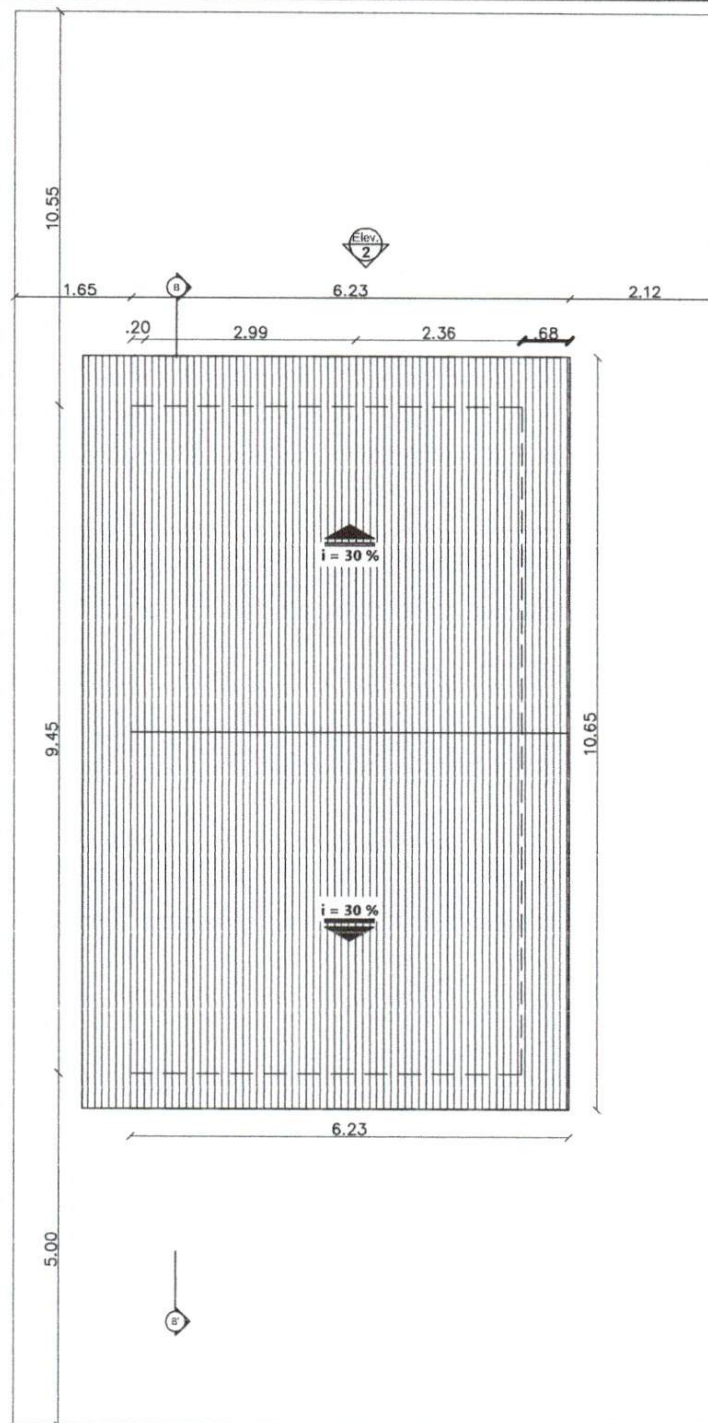 10.55
Elev.
2
B
1.65
6.23
2.12
.20
2.99
2.36
.68
i = 30 %
9.45
10.65
i = 30 %
6.23
5.00
B'